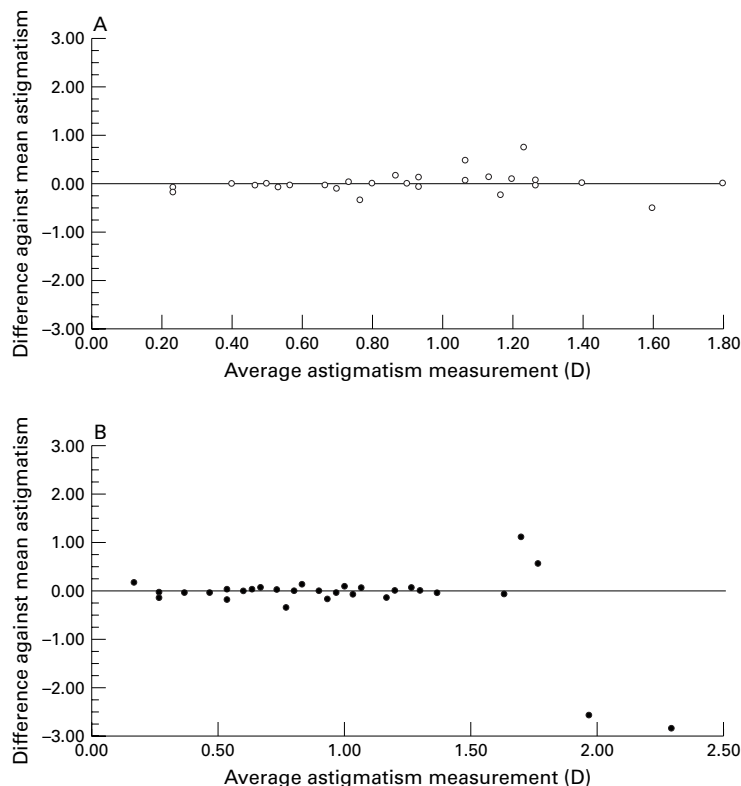 A
3.00
2.00
1.00
0.00
–1.00
–2.00
–3.00
Difference against mean astigmatism
0.00 0.20 0.40 0.60 0.80 1.00 1.20 1.40 1.60 1.80
Average astigmatism measurement (D)
B
3.00
2.00
1.00
0.00
–1.00
–2.00
–3.00
Difference against mean astigmatism
0.00 0.50 1.00 1.50 2.00 2.50
Average astigmatism measurement (D)